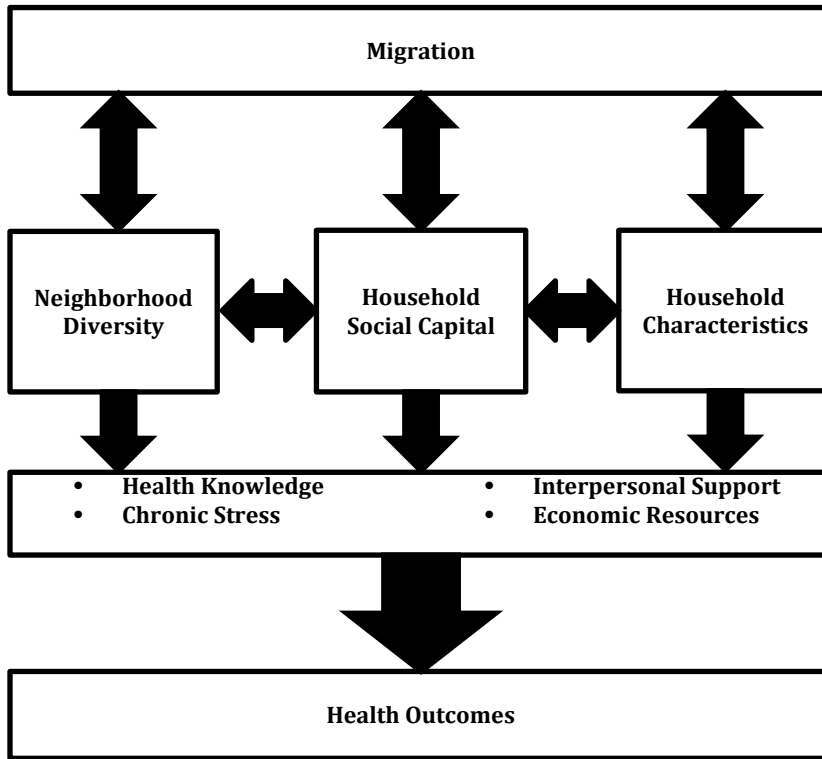 Migration
Neighborhood
Diversity
Household
Social Capital
Household
Characteristics
• Health Knowledge
• Chronic Stress
• Interpersonal Support
• Economic Resources
Health Outcomes